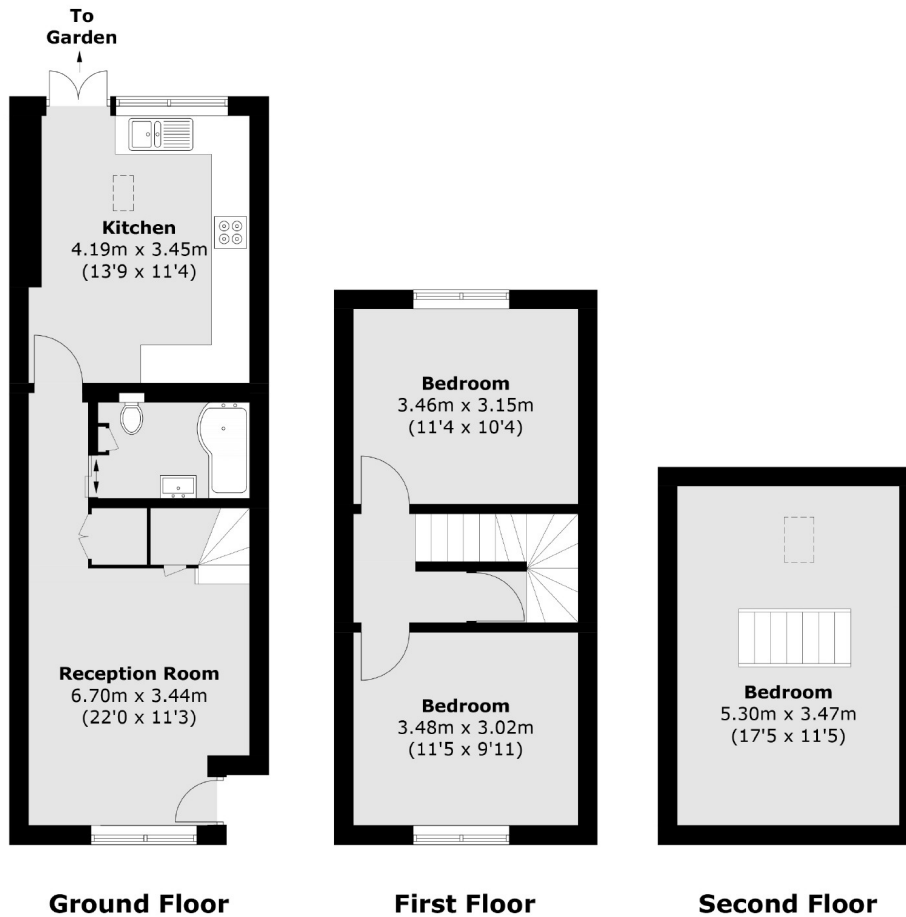 To
Garden
Kitchen
4.19m x 3.45m
(13'9 x 11'4)
Reception Room
6.70m x 3.44m
(22'0 x 11'3)
Ground Floor
Bedroom
3.46m x 3.15m
(11'4 x 10'4)
Bedroom
3.48m x 3.02m
(11'5 x 9'11)
First Floor
Bedroom
5.30m x 3.47m
(17'5 x 11'5)
Second Floor